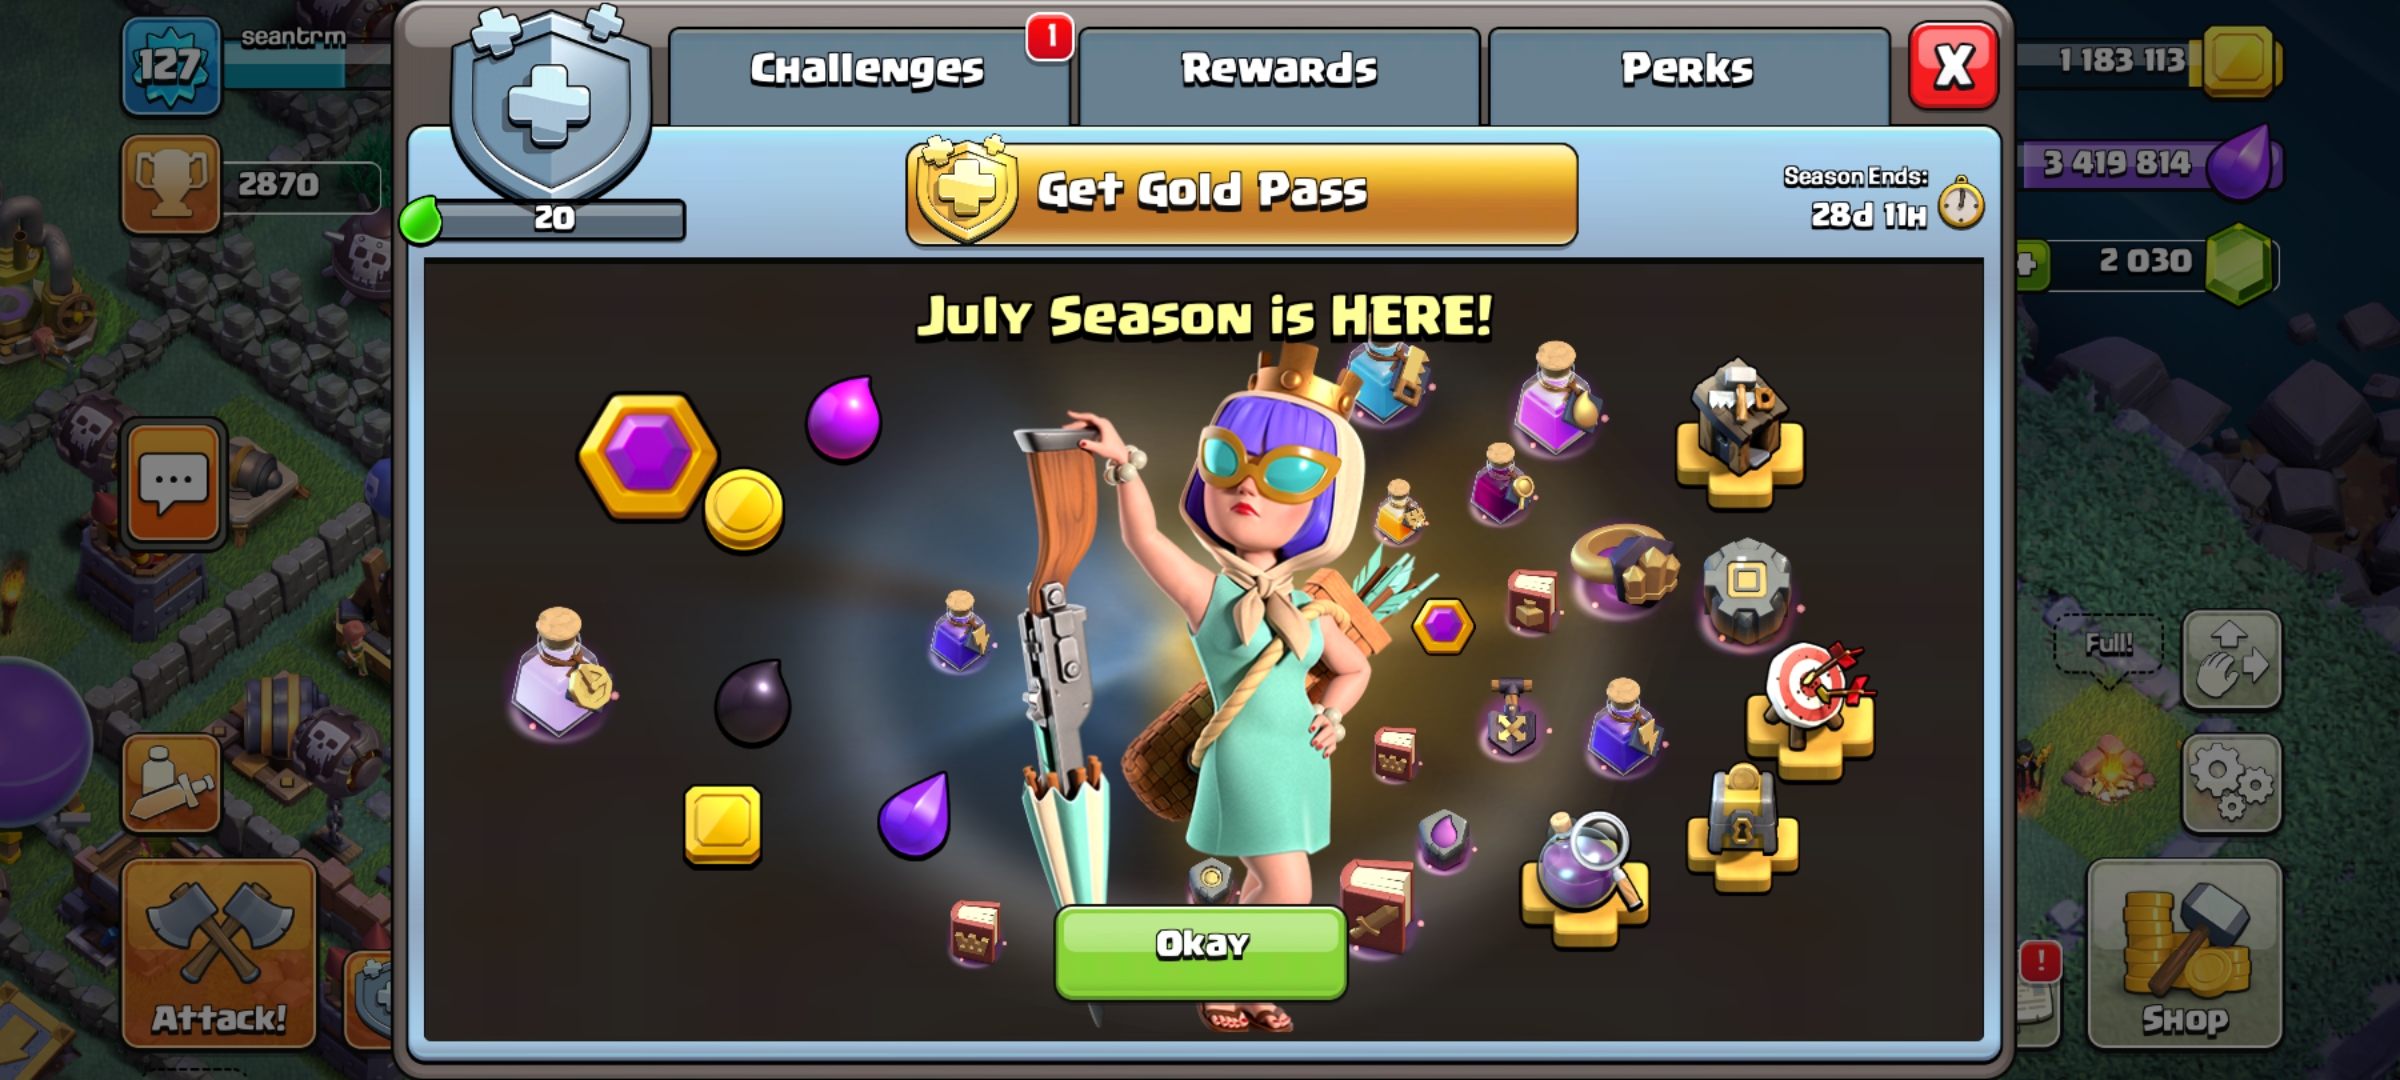 127
seantrm
Challenges
1
Rewards
Perks
X
1 183 113
2870
20
Get Gold Pass
Season Ends:
28d 11H
3 419 814
2 030
July Season is HERE!
Full!
Okay
Attack!
!
Shop